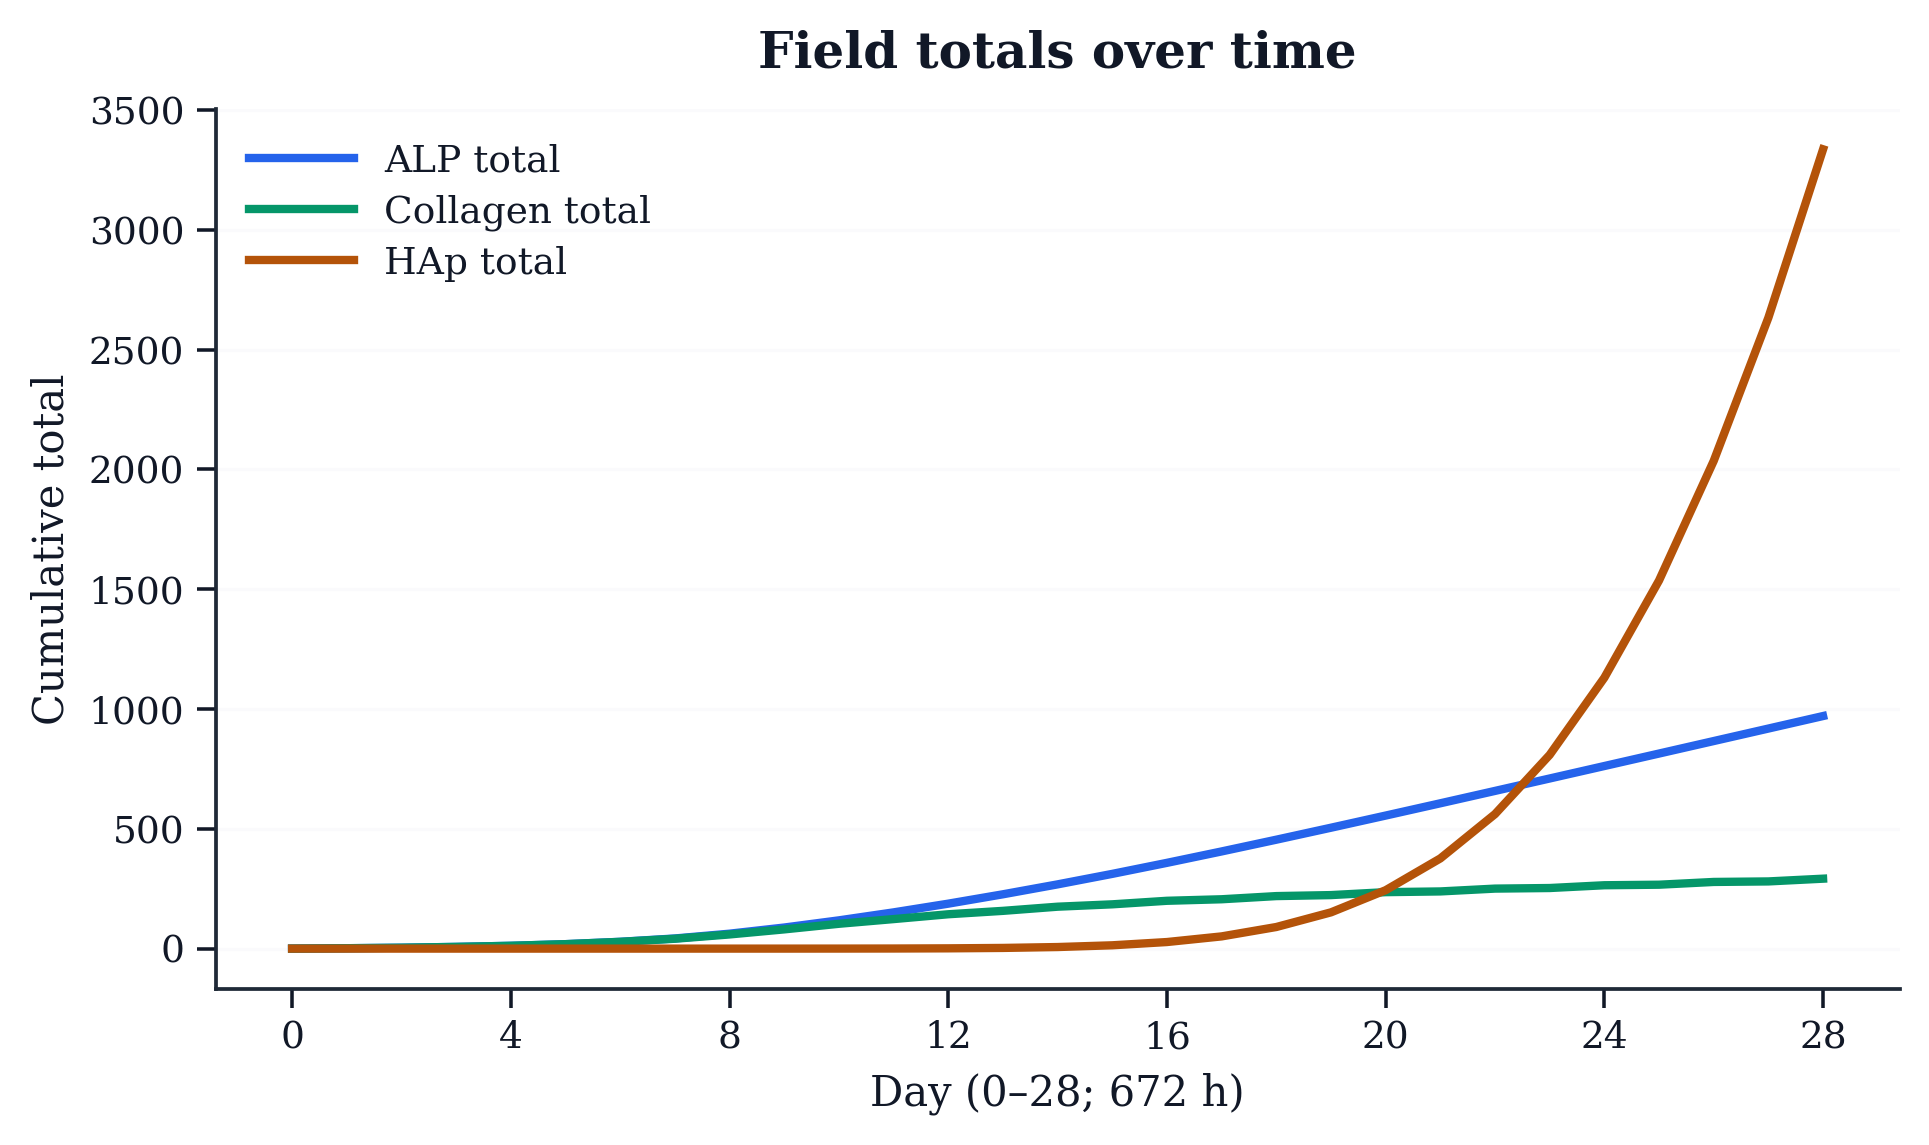 Field totals over time
3500
3000
2500
2000
1500
1000
500
0
Cumulative total
ALP total
Collagen total
HAp total
0 4 8 12 16 20 24 28
Day (0–28; 672 h)